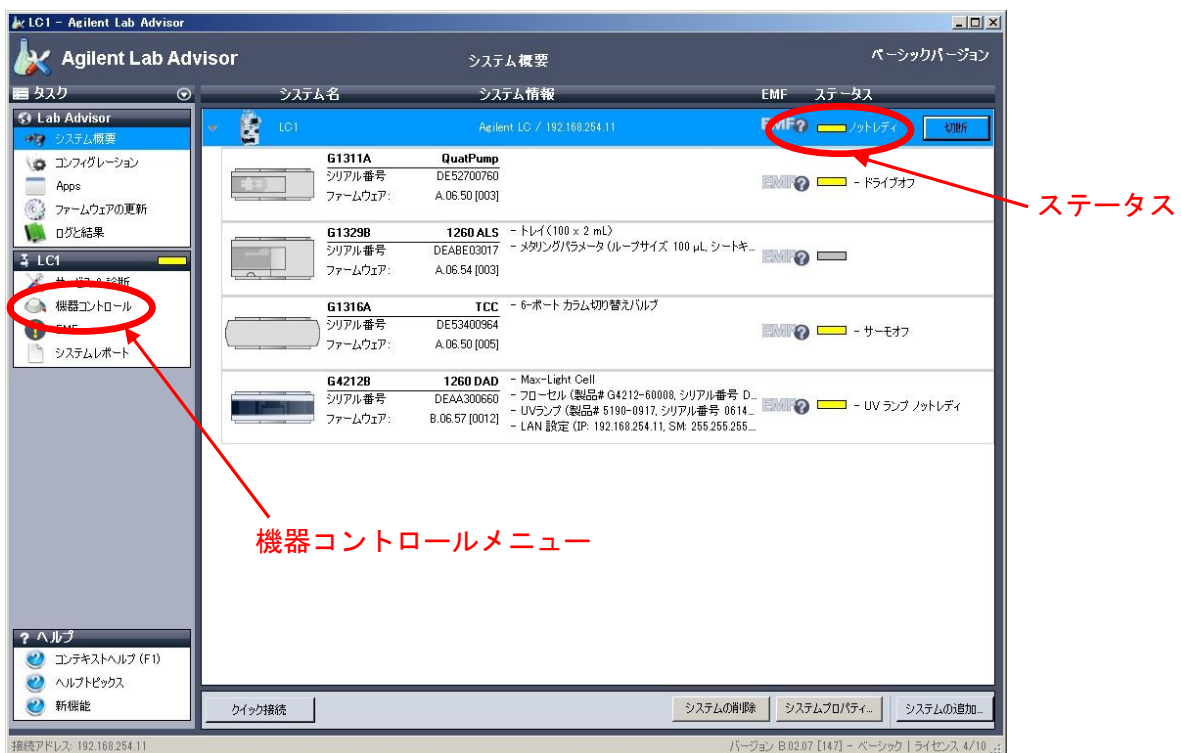 LC1 - Agilent Lab Advisor
Agilent Lab Advisor
システム概要
ベーシックバージョン
タスク
システム名 システム情報 EMF ステータス
Lab Advisor
システム概要
コンフィグレーション
Apps
ファームウェアの更新
ログと結果
LC1
サービス & 診断
機器コントロール
EMF
システムレポート
LC1 Agilent LC / 192.168.254.11 EMF ノットレディ 切断
G1311A QuatPump
シリアル番号 DE52700760
ファームウェア: A.06.50 [003]
EMF - ドライブオフ
G1329B 1260 ALS
シリアル番号 DEABE03017
ファームウェア: A.06.54 [003]
- トレイ(100 x 2 mL)
- メタリングパラメータ (ループサイズ 100 µL, シートキ...
EMF
G1316A TCC
シリアル番号 DE53400964
ファームウェア: A.06.50 [005]
- 6-ポート カラム切り替えバルブ
EMF - サーモオフ
G4212B 1260 DAD
シリアル番号 DEAA300660
ファームウェア: B.06.57 [0012]
- Max-Light Cell
- フローセル (製品# G4212-60008, シリアル番号 D...
- UVランプ (製品# 5190-0917, シリアル番号 0614...
- LAN 設定 (IP: 192.168.254.11, SM: 255.255.255...
EMF - UV ランプ ノットレディ
ステータス
機器コントロールメニュー
ヘルプ
コンテキストヘルプ (F1)
ヘルプトピックス
新機能
クイック接続 システムの削除 システムプロパティ... システムの追加...
接続アドレス: 192.168.254.11
バージョン B.02.07 [147] - ベーシック | ライセンス 4/10